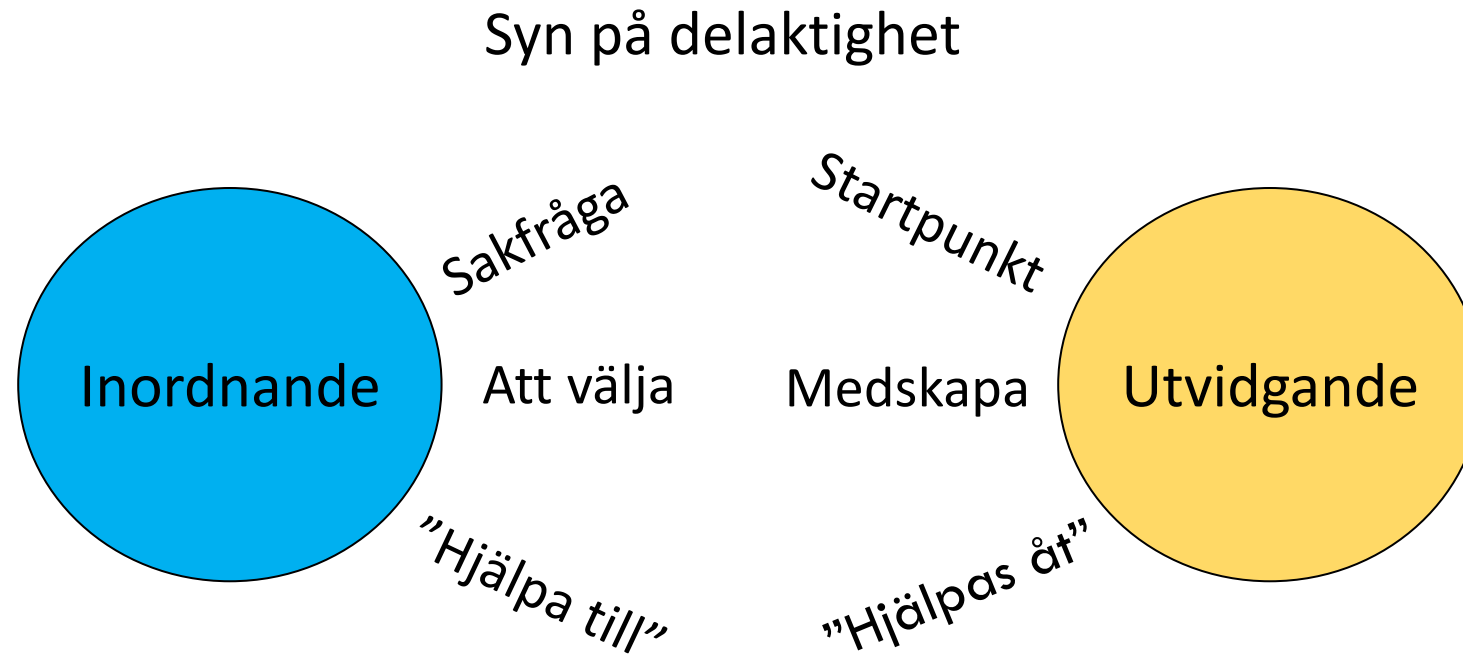 Syn på delaktighet
Sakfråga
Startpunkt
Inordnande
Att välja
Medskapa
Utvidgande
”Hjälpa till”
”Hjälpas åt”